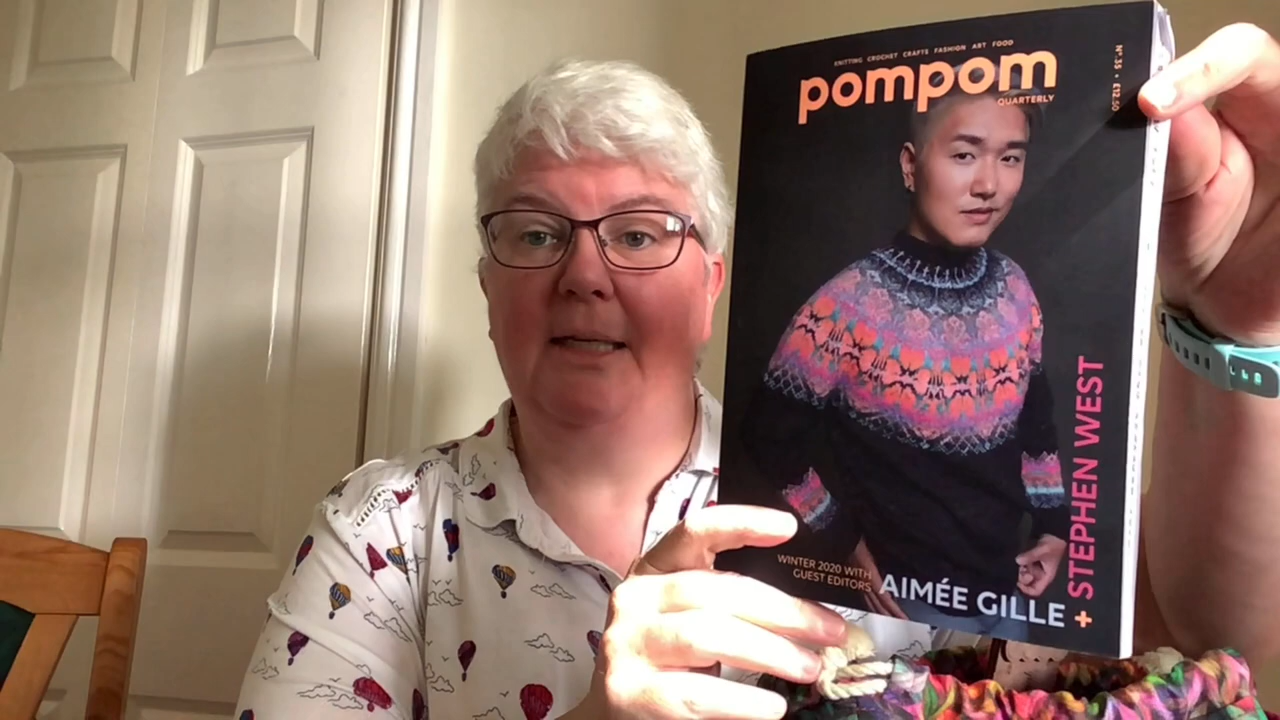 KNITTING CROCHET CRAFTS FASHION ART FOOD
pompom
QUARTERLY
Nº 35 • £12.50
STEPHEN WEST
WINTER 2020 WITH
GUEST EDITORS
AIMÉE GILLE +